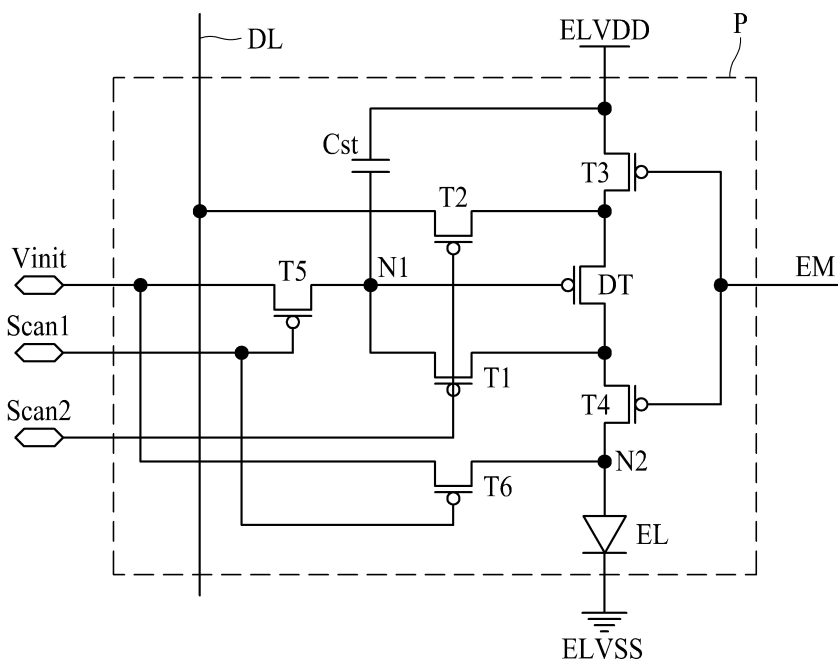 DL
ELVDD
P
Cst
T3
T2
Vinit
T5
N1
DT
EM
Scan1
T1
T4
Scan2
N2
T6
EL
ELVSS